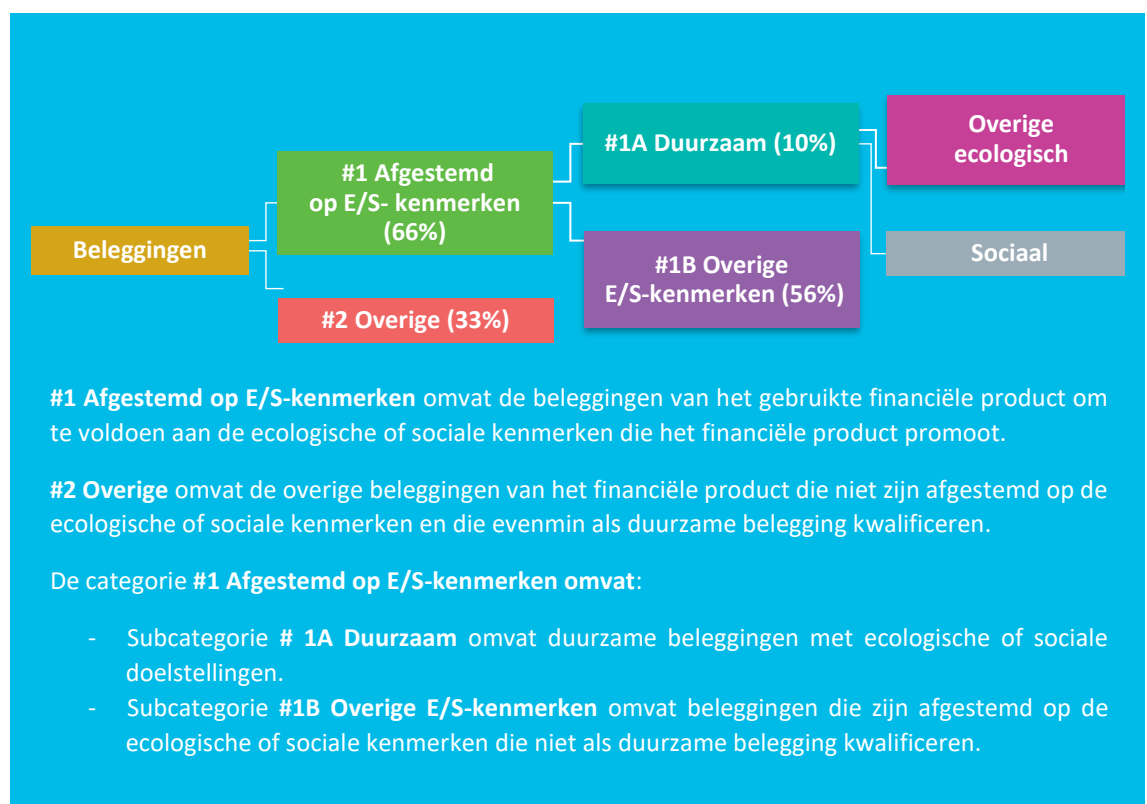 Beleggingen
#1 Afgestemd
op E/S- kenmerken
(66%)
#2 Overige (33%)
#1A Duurzaam (10%)
#1B Overige
E/S-kenmerken (56%)
Overige
ecologisch
Sociaal
#1 Afgestemd op E/S-kenmerken omvat de beleggingen van het gebruikte financiële product om
te voldoen aan de ecologische of sociale kenmerken die het financiële product promoot.
#2 Overige omvat de overige beleggingen van het financiële product die niet zijn afgestemd op de
ecologische of sociale kenmerken en die evenmin als duurzame belegging kwalificeren.
De categorie #1 Afgestemd op E/S-kenmerken omvat:
- Subcategorie # 1A Duurzaam omvat duurzame beleggingen met ecologische of sociale
doelstellingen.
- Subcategorie #1B Overige E/S-kenmerken omvat beleggingen die zijn afgestemd op de
ecologische of sociale kenmerken die niet als duurzame belegging kwalificeren.